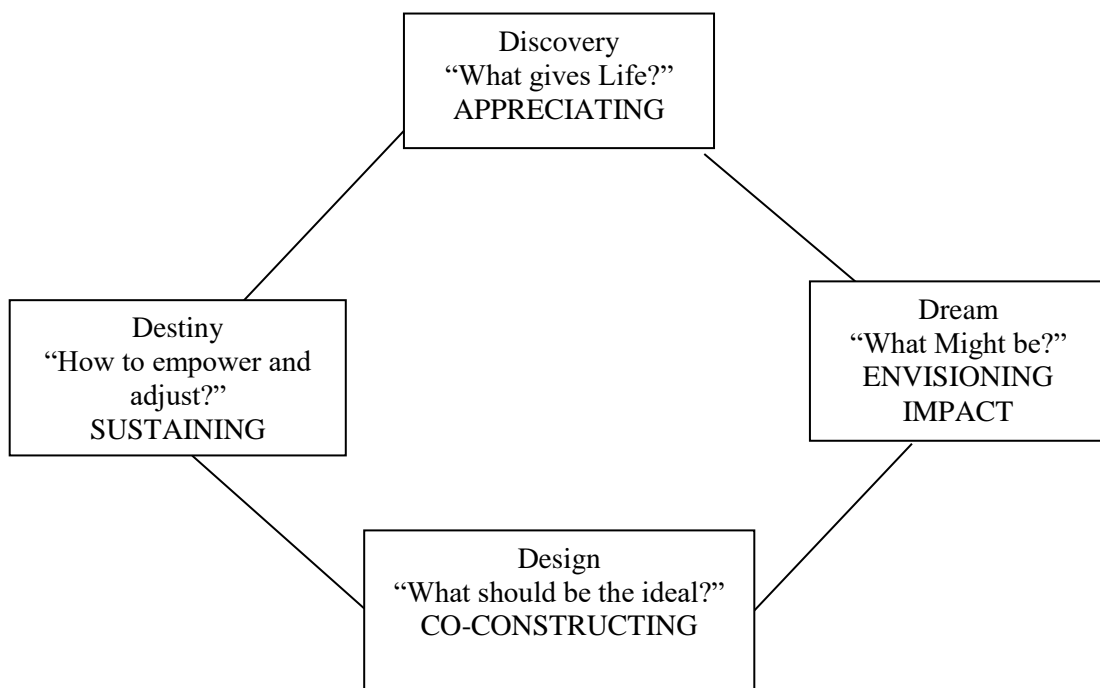 Discovery
“What gives Life?”
APPRECIATING
Dream
“What Might be?”
ENVISIONING
IMPACT
Destiny
“How to empower and
adjust?”
SUSTAINING
Design
“What should be the ideal?”
CO-CONSTRUCTING